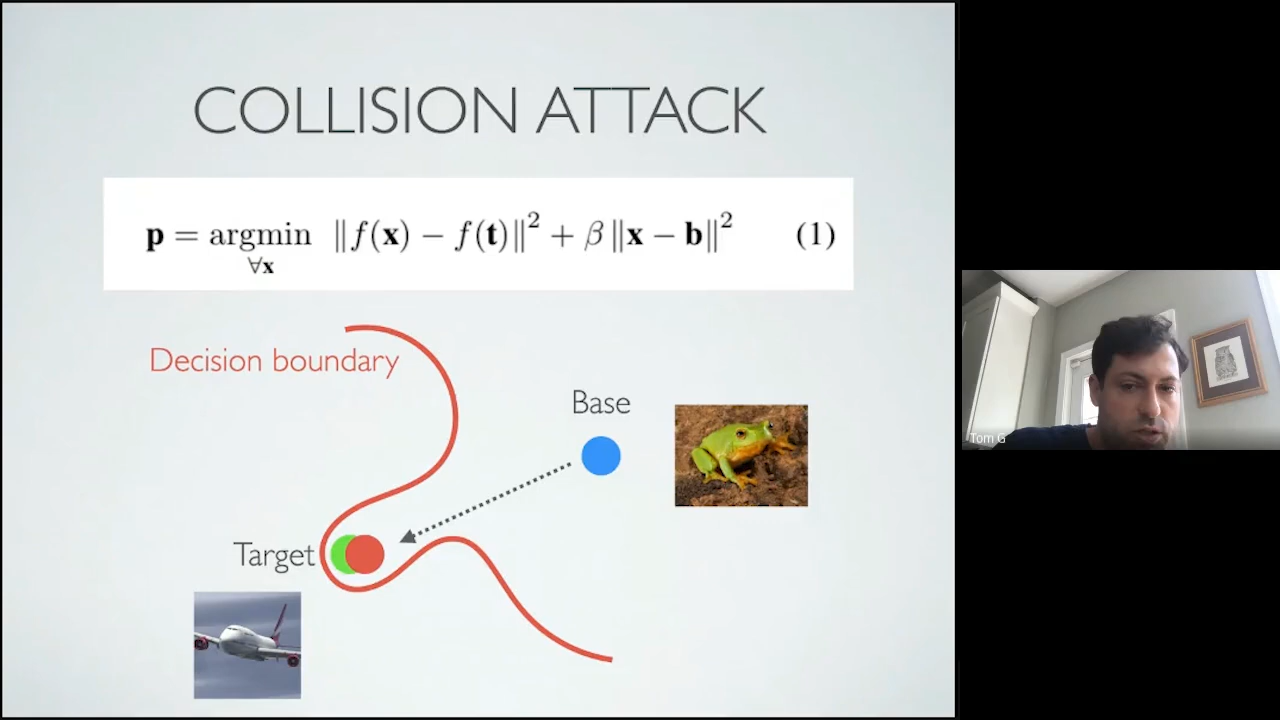 COLLISION ATTACK
p = argmin ‖f(x) − f(t)‖² + β ‖x − b‖² (1)
∀x
Decision boundary
Base
Target
Tom G